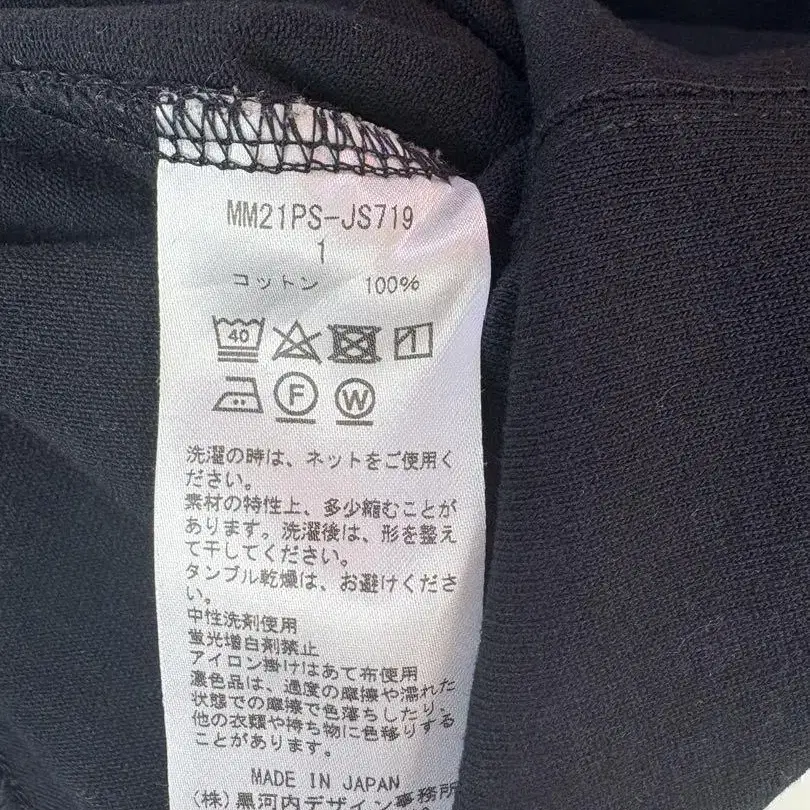 MM21PS-JS719
1
コットン 100%
40
F
W
洗濯の時は、ネットをご使用く
ださい。
素材の特性上、多少縮むことが
あります。洗濯後は、形を整え
て干してください。
タンブル乾燥は、お避けくださ
い。
中性洗剤使用
蛍光増白剤禁止
アイロン掛けはあて布使用
濃色品は、過度の摩擦や濡れた
状態での摩擦で色落ちしたり、
他の衣類や持ち物に色移りする
ことがあります。
MADE IN JAPAN
(株)黒河内デザイン事務所